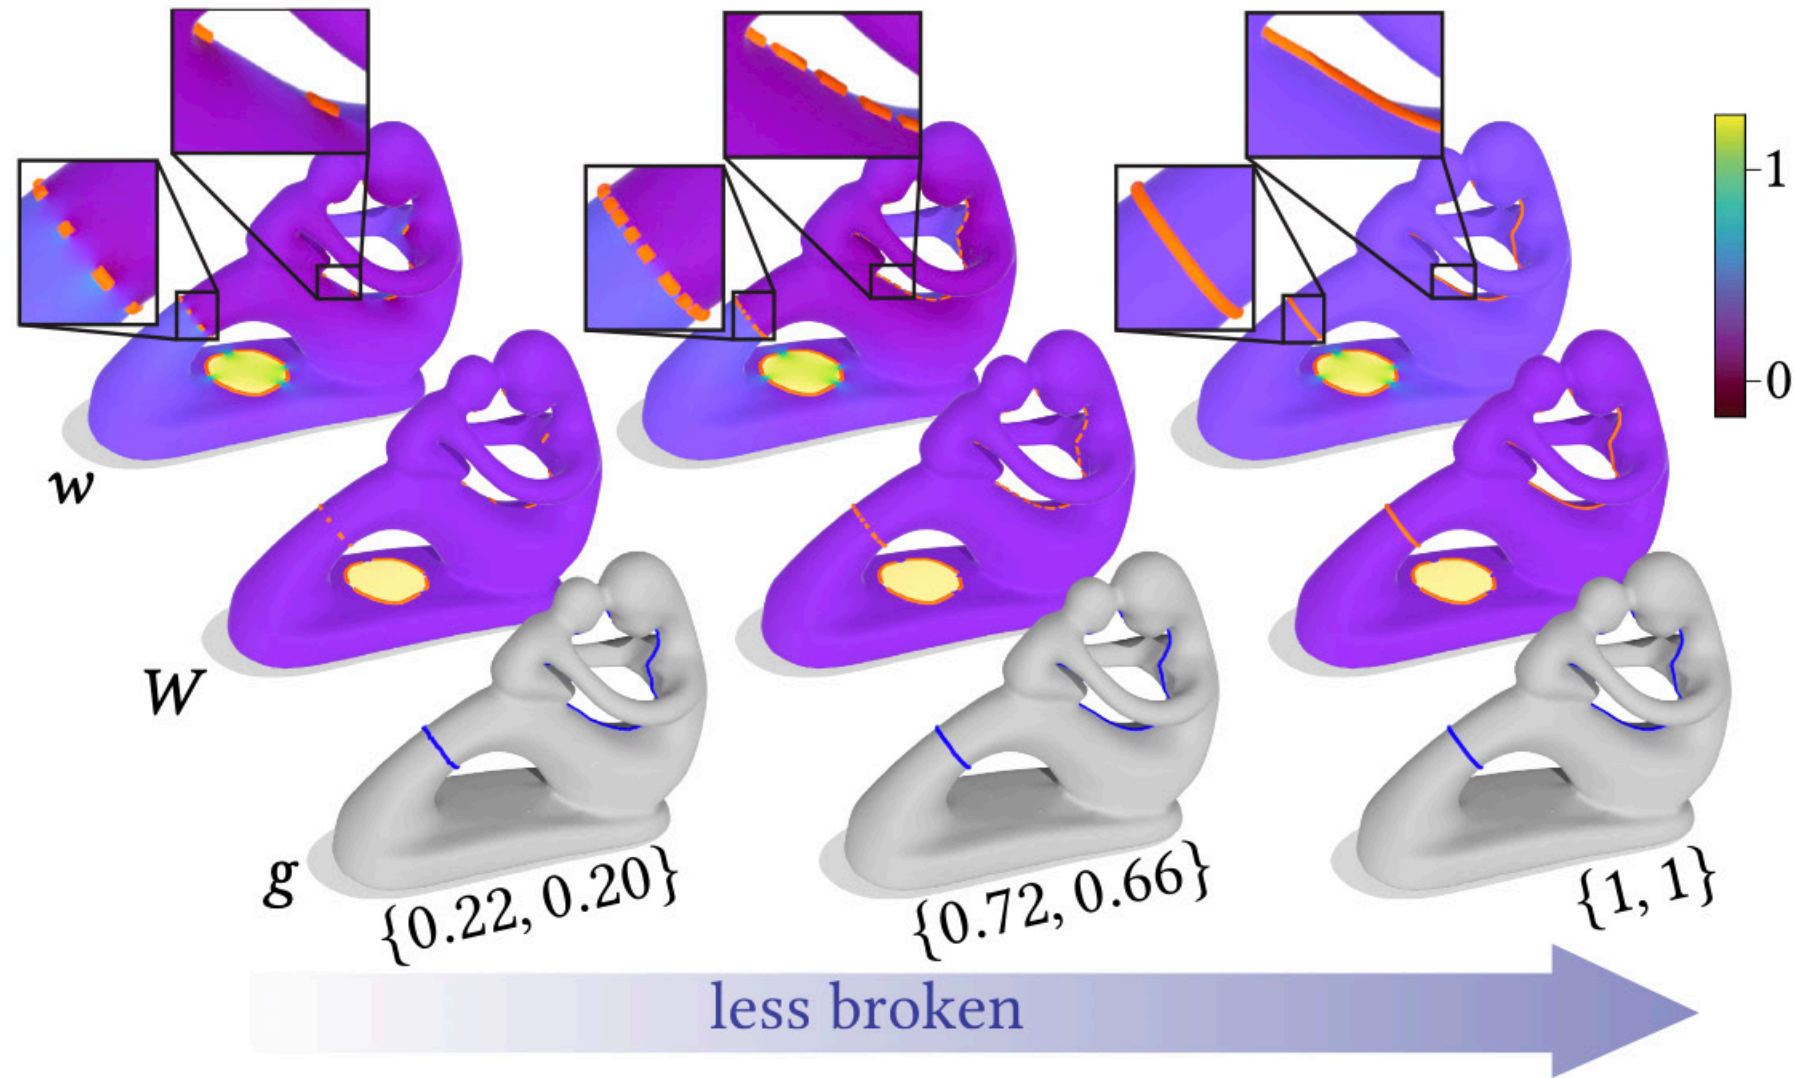 1
0
w
W
g
{0.22, 0.20}
{0.72, 0.66}
{1, 1}
less broken